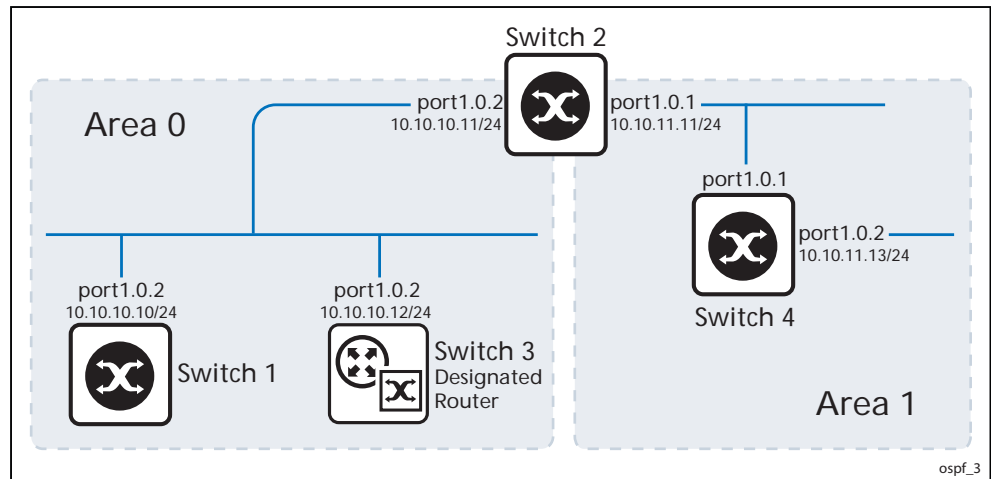 Switch 2
Area 0
port1.0.2
10.10.10.11/24
port1.0.1
10.10.11.11/24
port1.0.1
port1.0.2
10.10.11.13/24
Switch 4
port1.0.2
10.10.10.10/24
Switch 1
port1.0.2
10.10.10.12/24
Switch 3
Designated
Router
Area 1
ospf_3